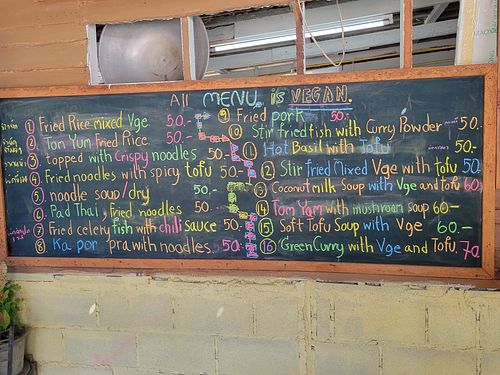 All MENU is VEGAN.
1 Fried Rice mixed Vge 50.-
2 Tom Yum Fried Rice 50.-
3 topped with Crispy noodles 50.-
4 Fried noodles with spicy tofu 50.-
5 noodle soup/dry 50.-
6 Pad Thai, Fried noodles 50.-
7 Fried celery fish with chili sauce 50.-
8 Ka por pra with noodles. 50.-
9 Fried pork 50.-
10 Stir fried fish with Curry Powder 50.-
11 Hot Basil with Tofu 50.-
12 Stir fried Mixed Vge with tofu 50
13 Coconut milk Soup with Vge and tofu 60
14 Tom Yam with mushroom soup 60-
15 Soft Tofu Soup with Vge 60.-
16 Green Curry with Vge and Tofu 70